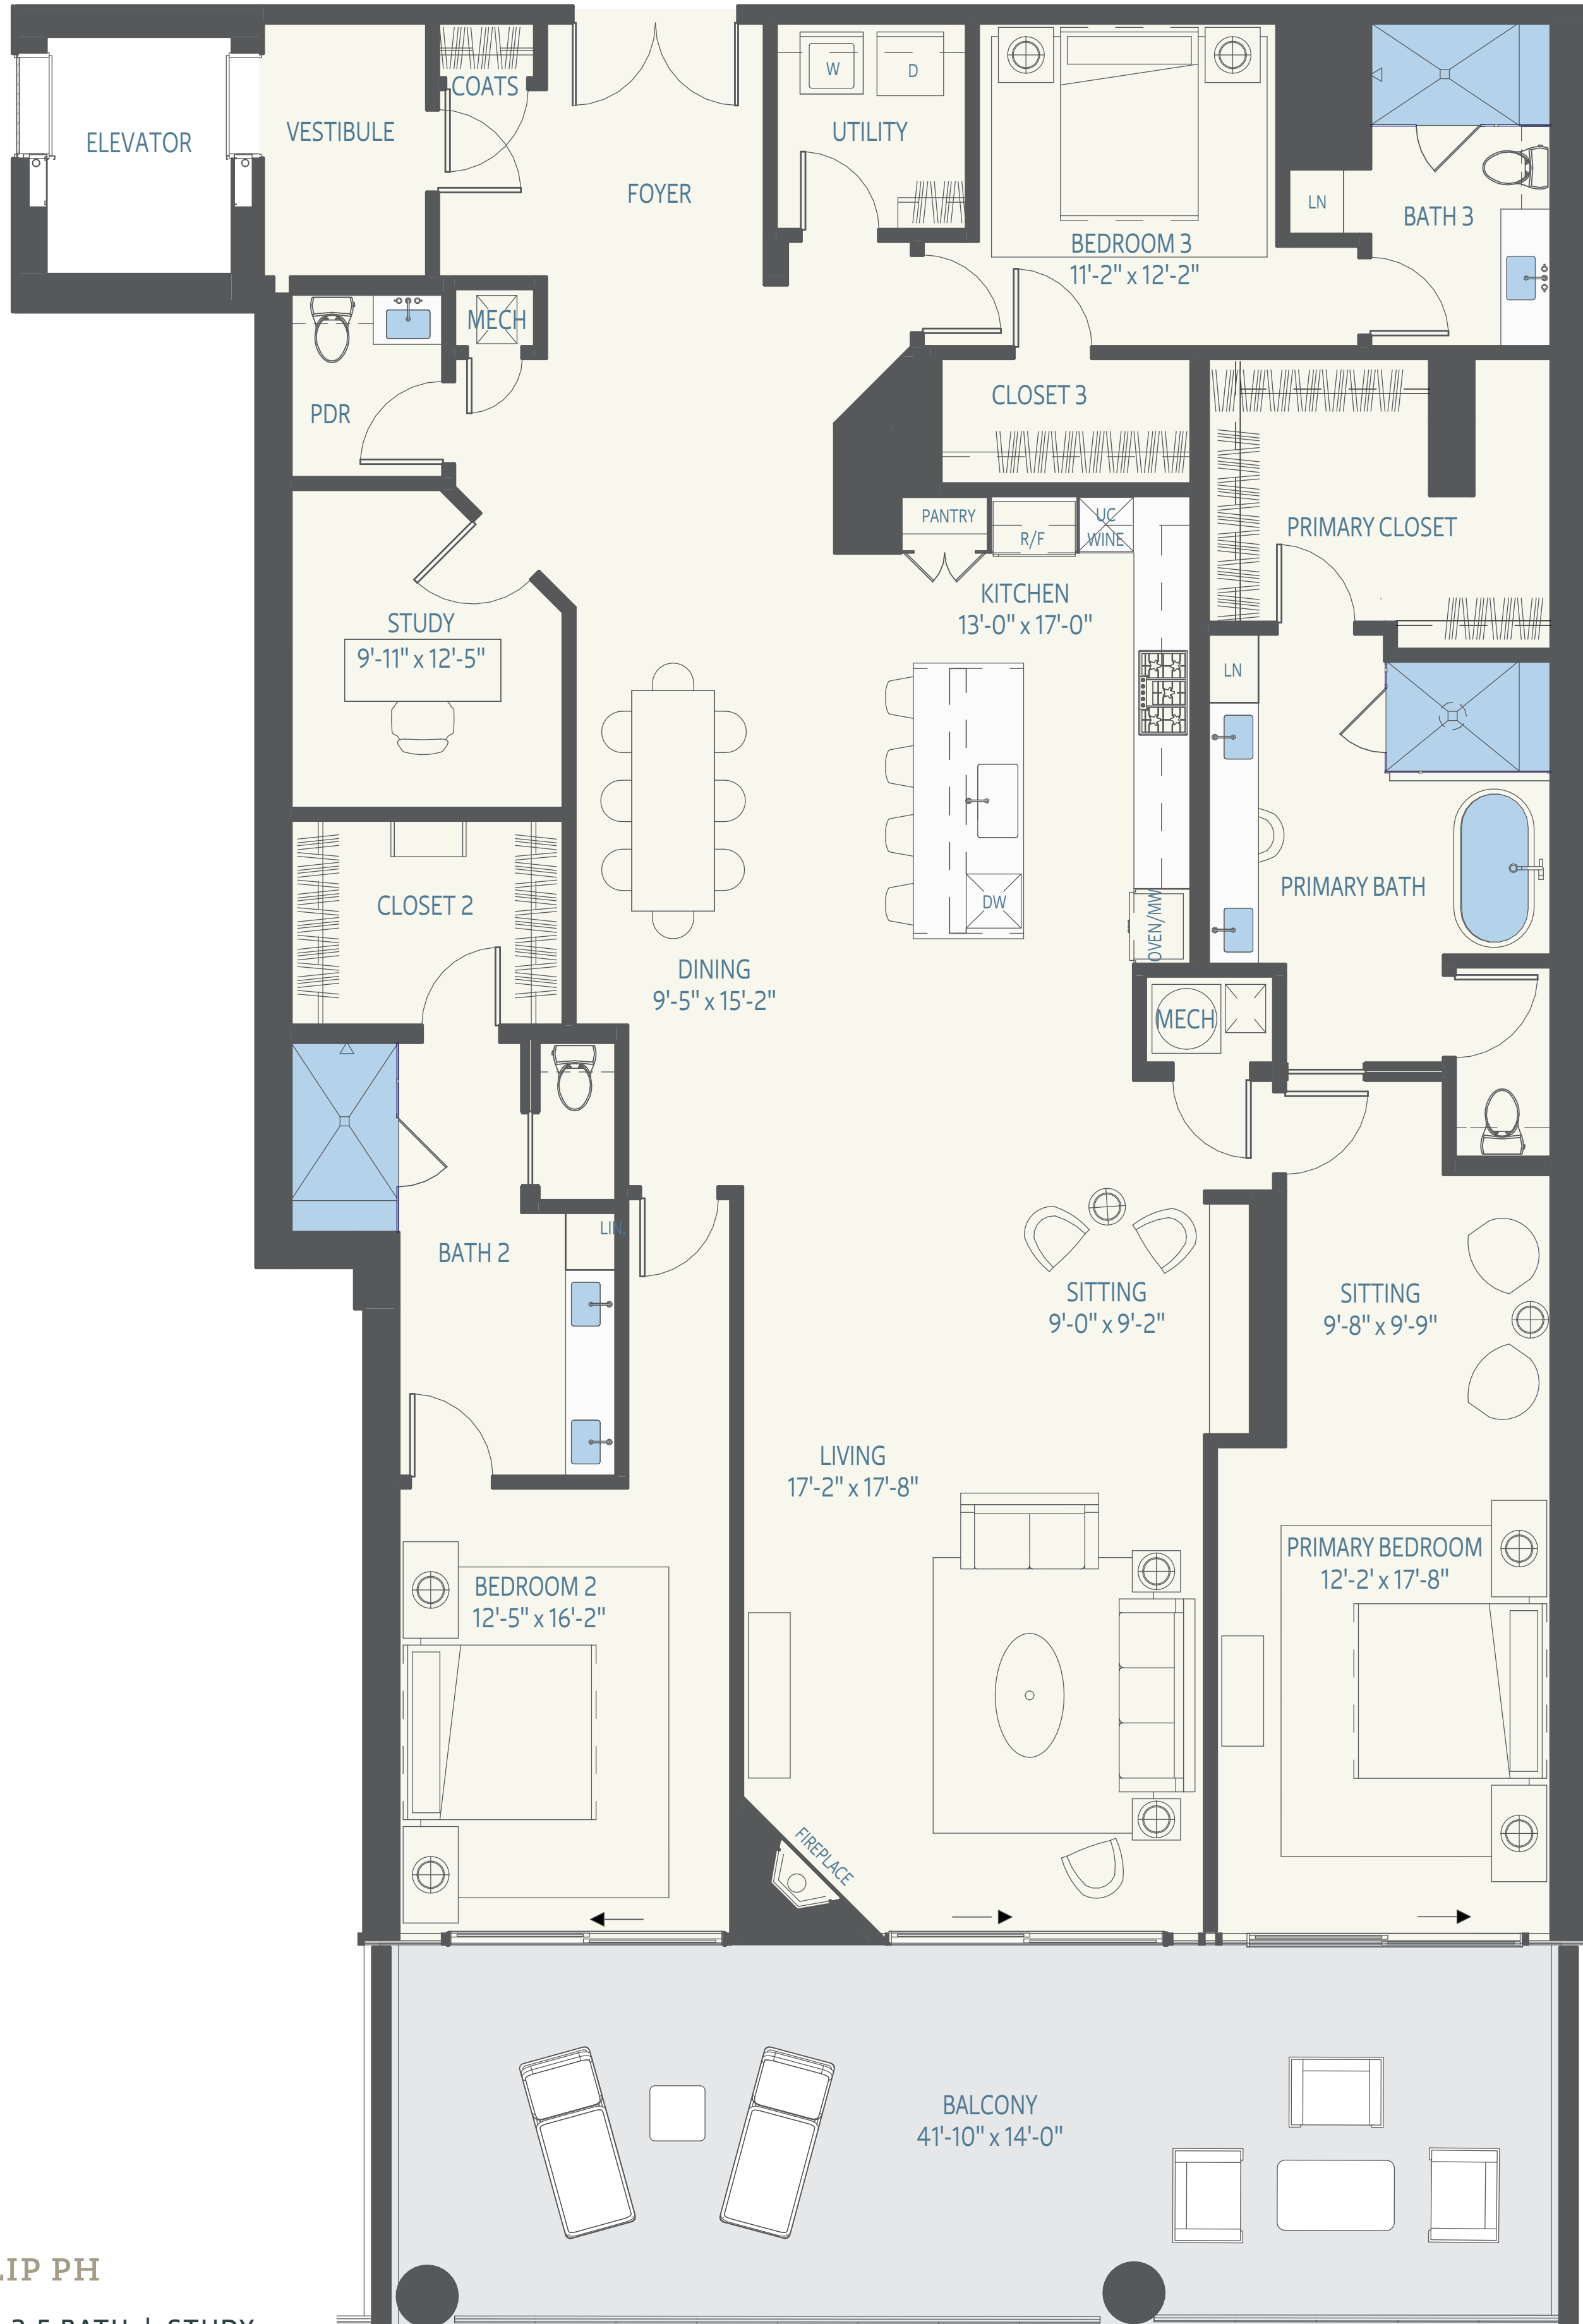 ELEVATOR
VESTIBULE
COATS
FOYER
W
D
UTILITY
BEDROOM 3
11'-2" x 12'-2"
LN
BATH 3
MECH
PDR
CLOSET 3
PRIMARY CLOSET
PANTRY
R/F
UC
WINE
KITCHEN
13'-0" x 17'-0"
STUDY
9'-11" x 12'-5"
LN
CLOSET 2
DW
OVEN/MW
PRIMARY BATH
DINING
9'-5" x 15'-2"
MECH
LIN.
BATH 2
SITTING
9'-0" x 9'-2"
SITTING
9'-8" x 9'-9"
LIVING
17'-2" x 17'-8"
PRIMARY BEDROOM
12'-2' x 17'-8"
BEDROOM 2
12'-5" x 16'-2"
FIREPLACE
BALCONY
41'-10" x 14'-0"
PH
BATH | STUDY